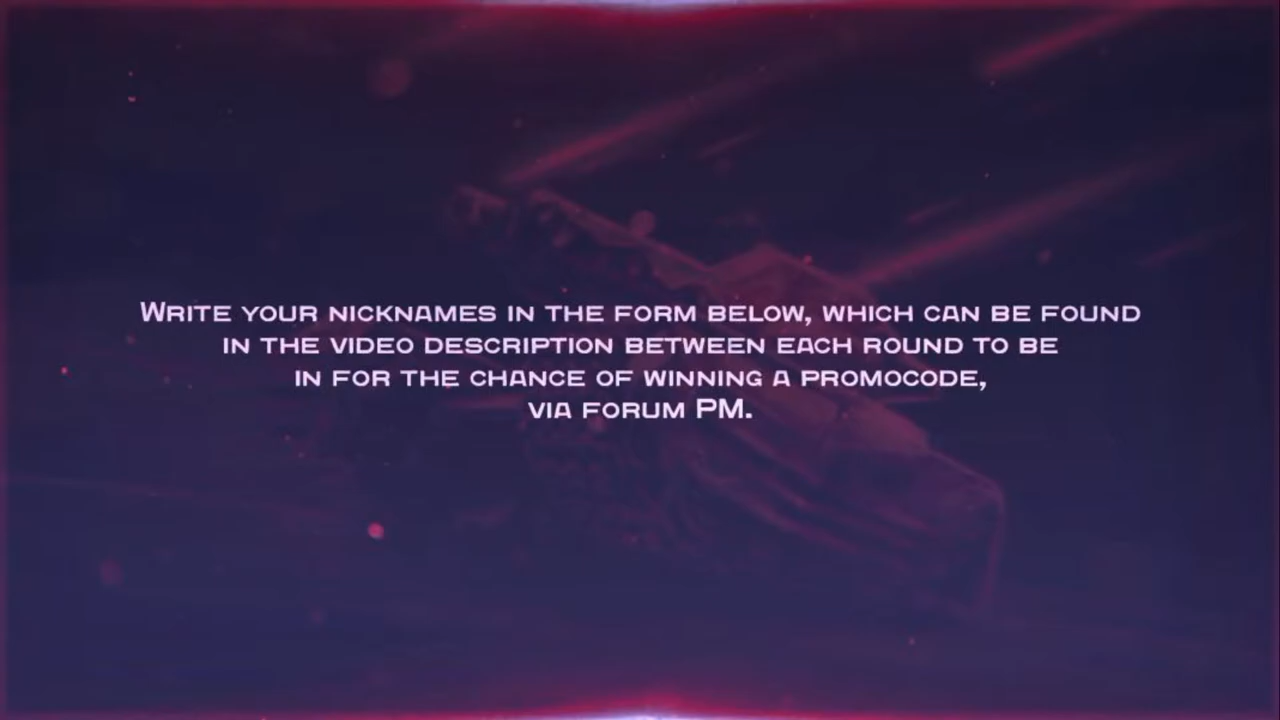 Write your nicknames in the form below, which can be found
in the video description between each round to be
in for the chance of winning a promocode,
via forum PM.